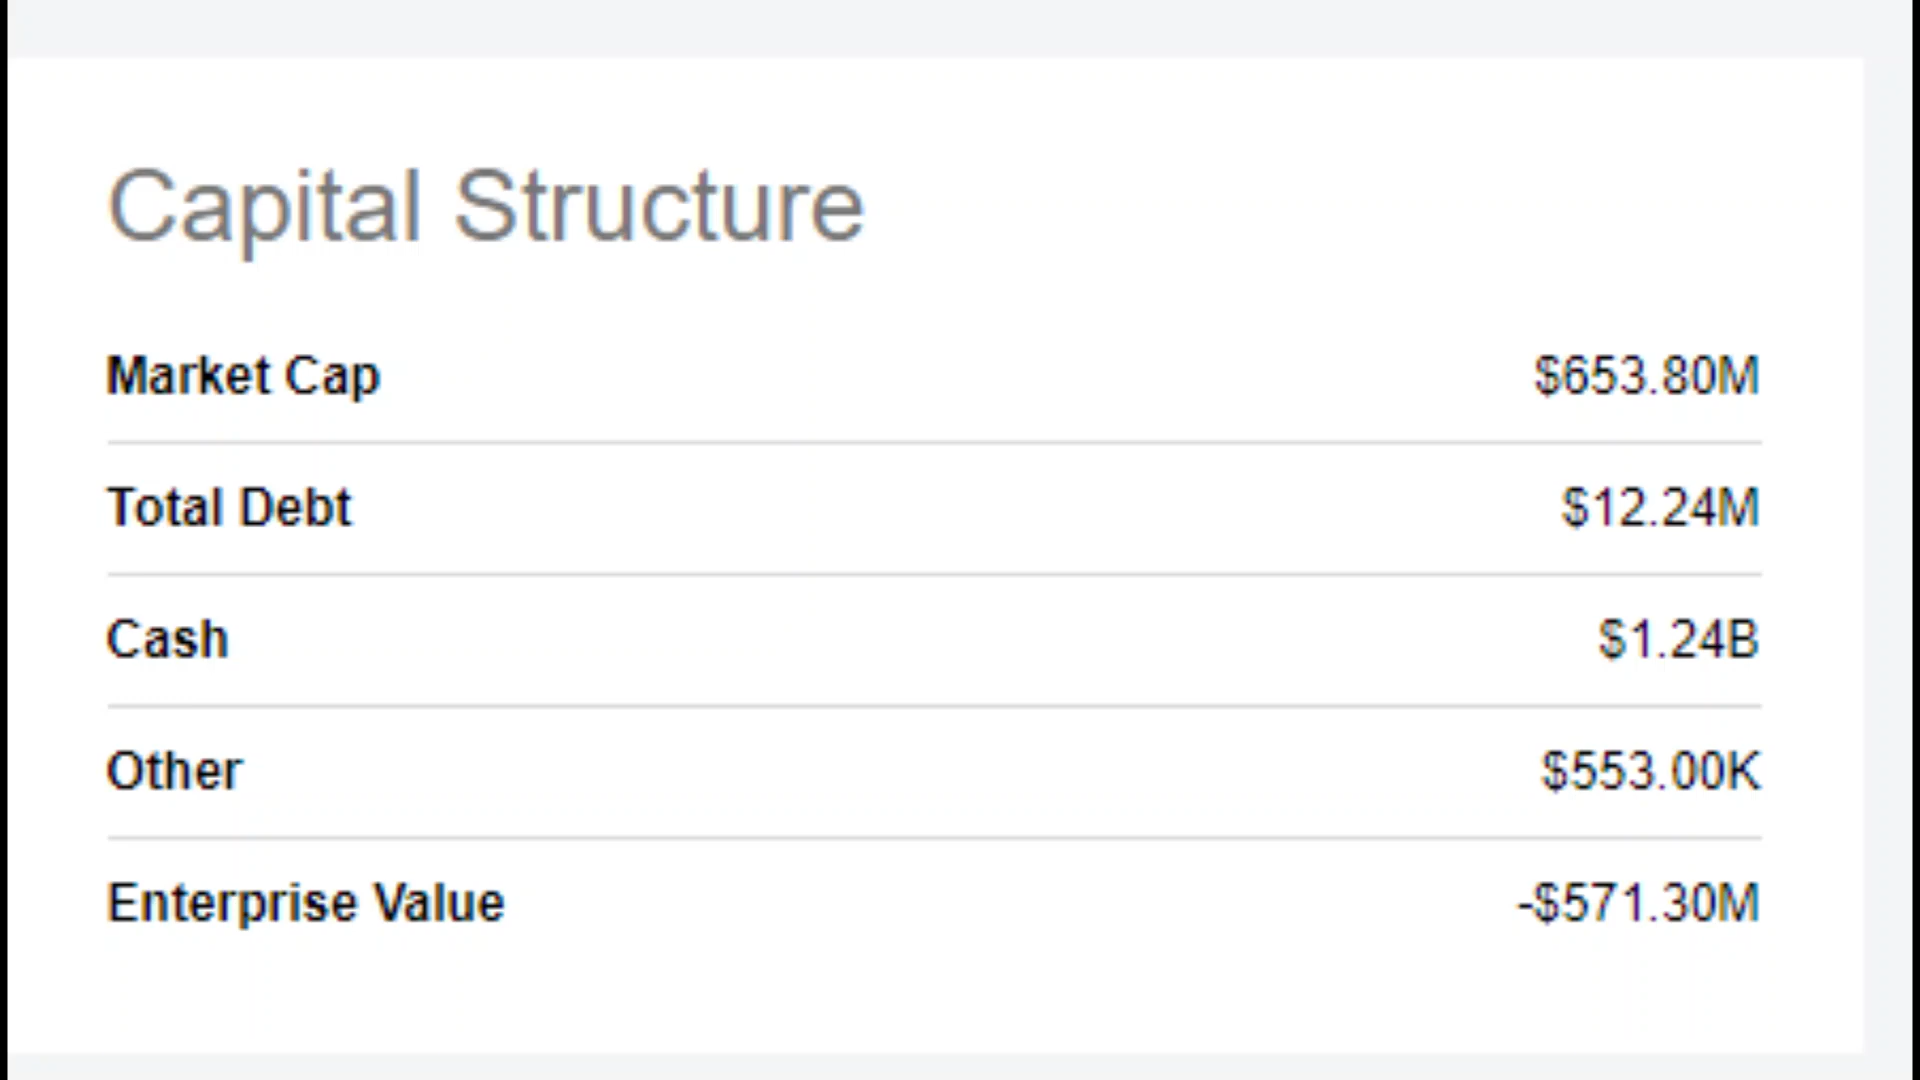 Capital Structure
Market Cap $653.80M
Total Debt $12.24M
Cash $1.24B
Other $553.00K
Enterprise Value -$571.30M